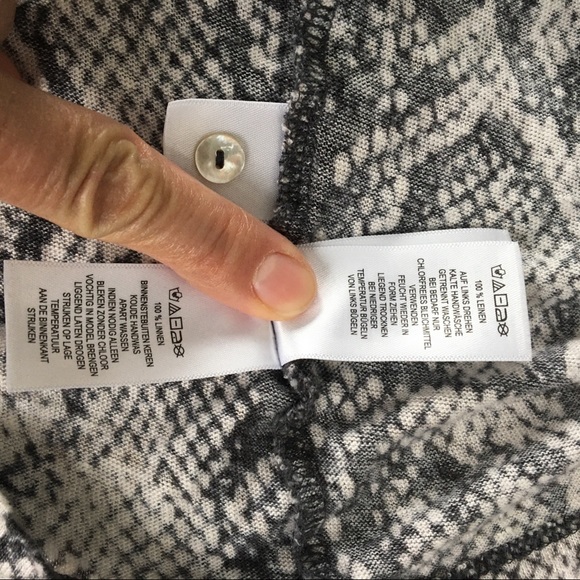 100 % LEINEN
AUF LINKS DREHEN
KALTE HANDWÄSCHE
GETRENNT WASCHEN
BEI BEDARF NUR
CHLORFREIES BLEICHMITTEL
VERWENDEN
FEUCHT WIEDER IN
FORM ZIEHEN
LIEGEND TROCKNEN
BEI NIEDRIGER
TEMPERATUR BÜGELN
VON LINKS BÜGELN
100 % LINNEN
BINNENSTEBUITEN KEREN
KOUDE HANDWAS
APART WASSEN
INDIEN NODIG ALLEEN
BLEKEN ZONDER CHLOOR
VOCHTIG IN MODEL BRENGEN
LIGGEND LATEN DROGEN
STRIJKEN OP LAGE
TEMPERATUUR
AAN DE BINNENKANT
STRIJKEN